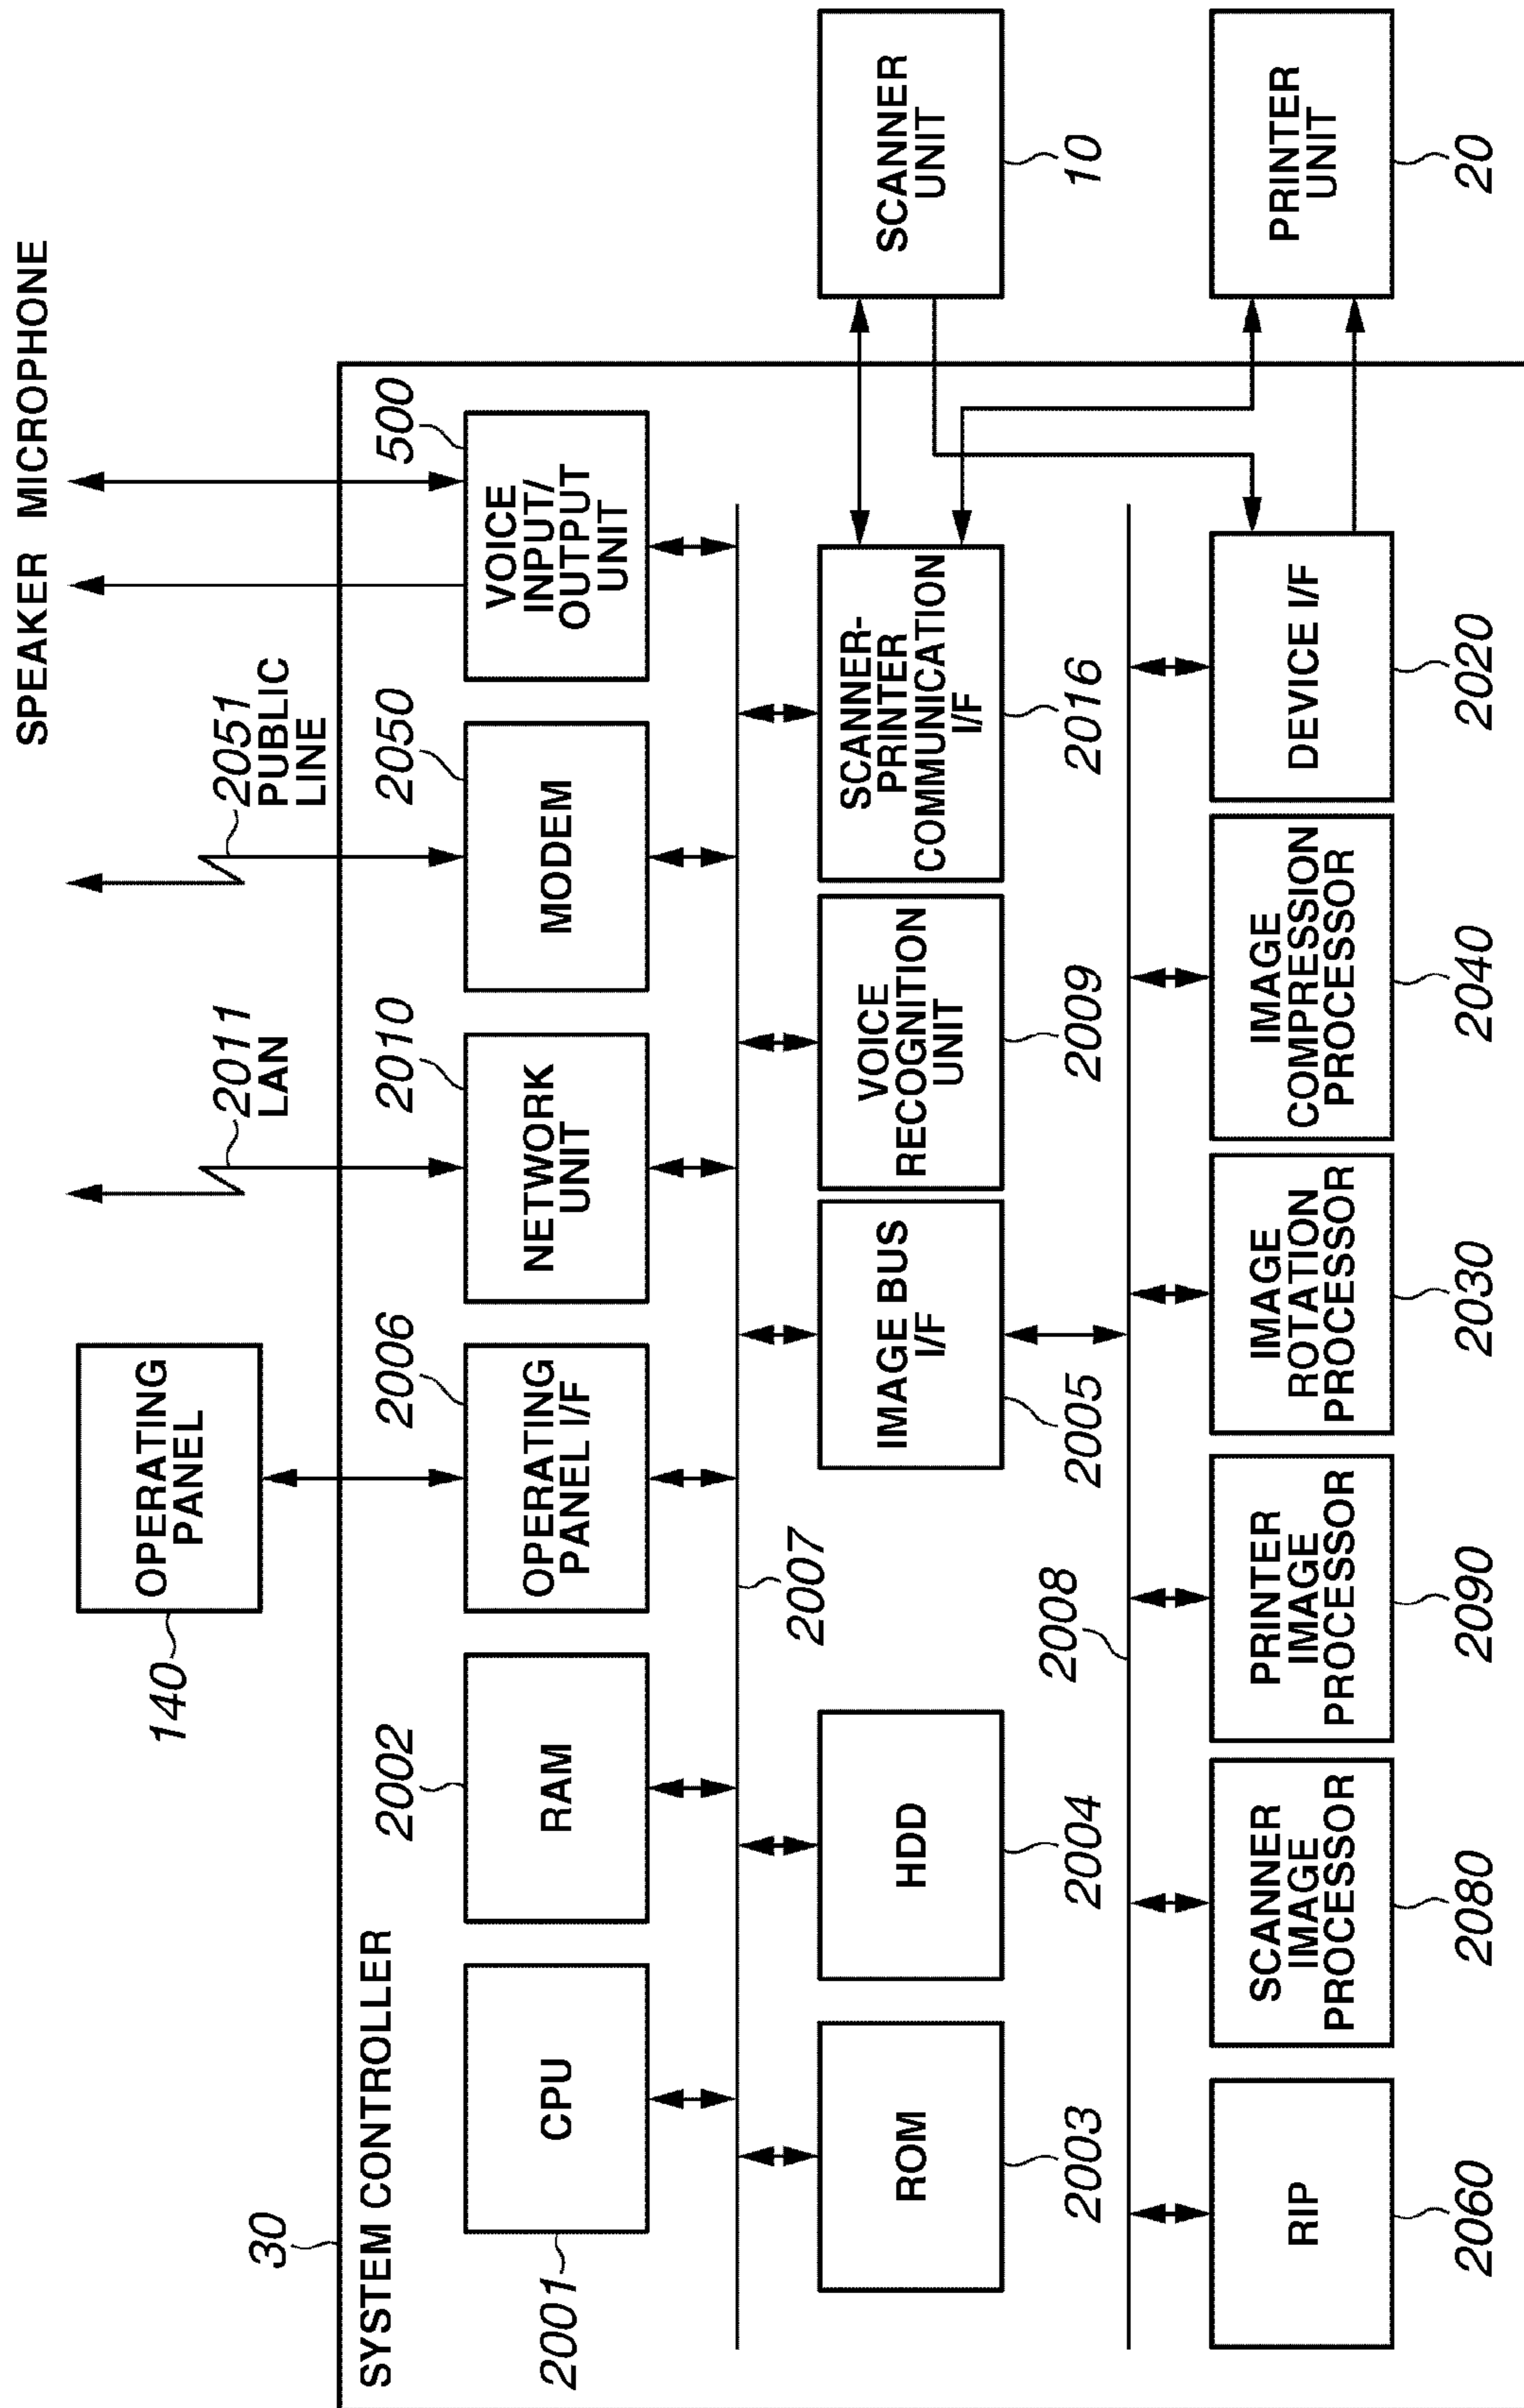 SPEAKER MICROPHONE
2051
PUBLIC
LINE
2011
LAN
OPERATING
PANEL
140
30
SYSTEM CONTROLLER
2001
CPU
2002
RAM
2006
OPERATING
PANEL I/F
2010
NETWORK
UNIT
2050
MODEM
500
VOICE
INPUT/
OUTPUT
UNIT
2007
ROM
2003
HDD
2004
IMAGE BUS
I/F
2005
VOICE
RECOGNITION
UNIT
2009
SCANNER-
PRINTER
COMMUNICATION
I/F
2016
SCANNER
UNIT
10
2008
RIP
2060
SCANNER
IMAGE
PROCESSOR
2080
PRINTER
IMAGE
PROCESSOR
2090
IMAGE
ROTATION
PROCESSOR
2030
IMAGE
COMPRESSION
PROCESSOR
2040
DEVICE I/F
2020
PRINTER
UNIT
20